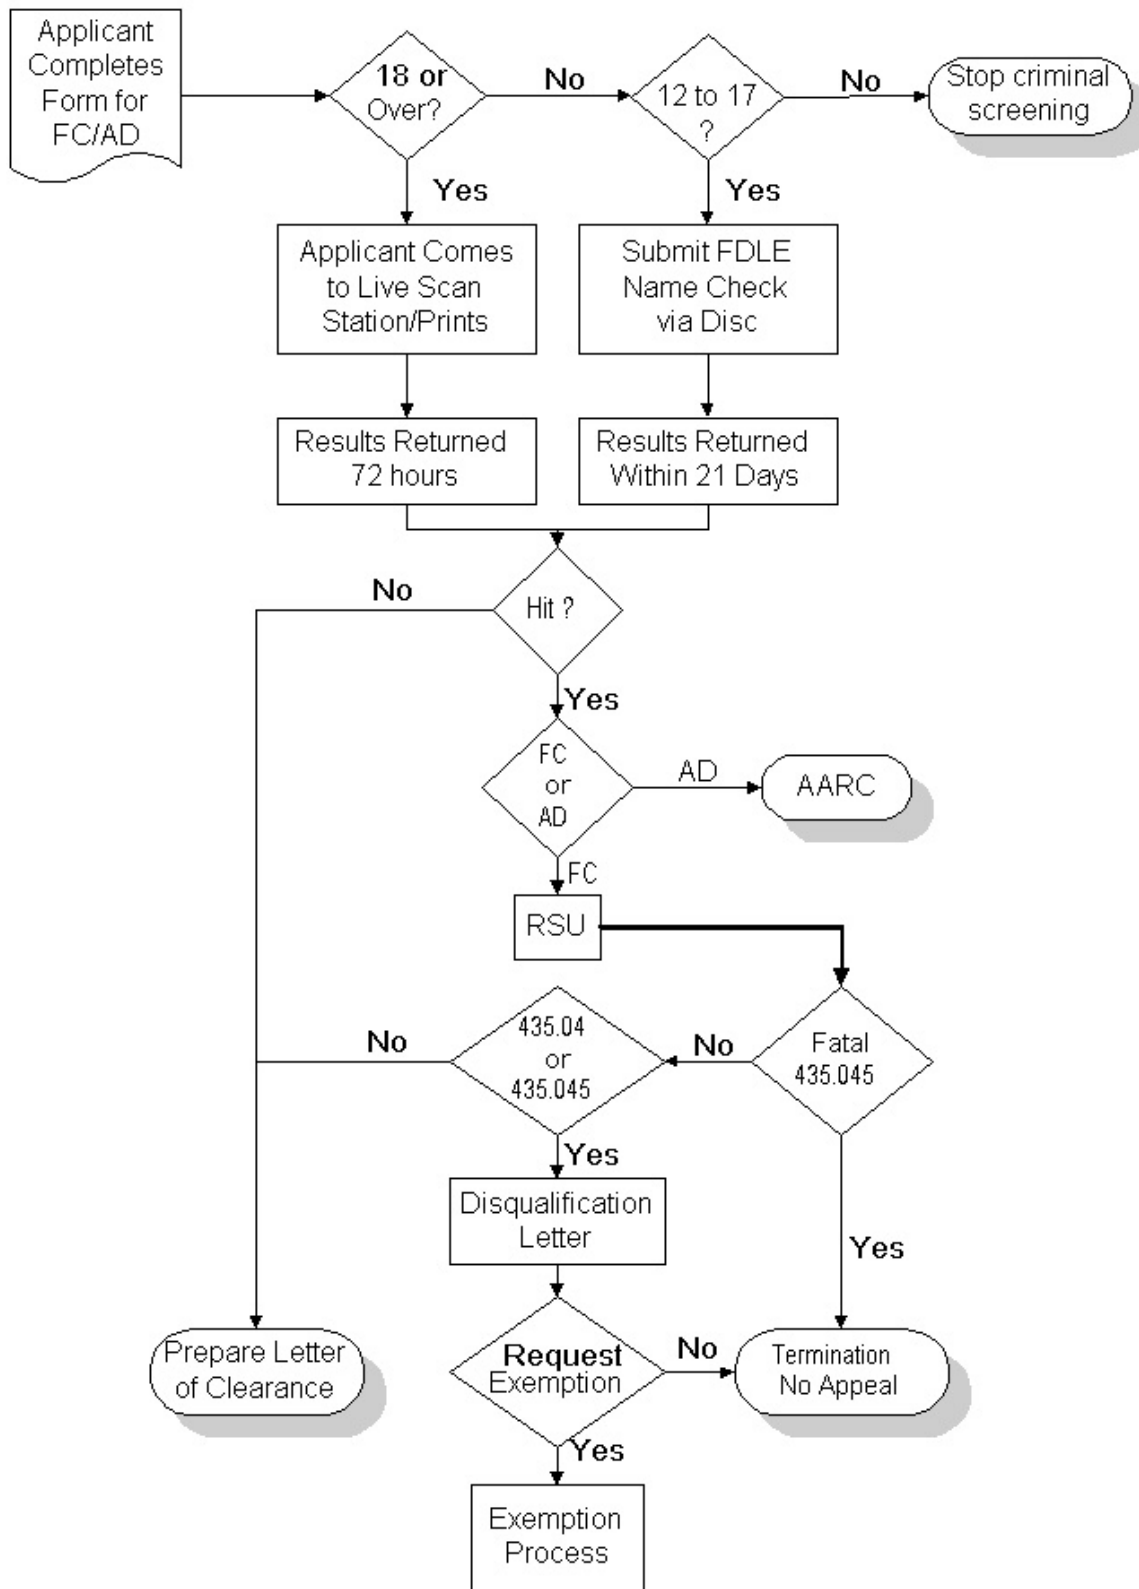 Applicant
Completes
Form for
FC/AD
18 or
Over?
No
12 to 17
?
No
Stop criminal
screening
Yes
Yes
Applicant Comes
to Live Scan
Station/Prints
Submit FDLE
Name Check
via Disc
Results Returned
72 hours
Results Returned
Within 21 Days
Hit ?
No
Yes
FC
or
AD
AD
AARC
FC
RSU
Fatal
435.045
No
435.04
or
435.045
No
Yes
Disqualification
Letter
Yes
Request
Exemption
No
Termination
No Appeal
Prepare Letter
of Clearance
Yes
Exemption
Process